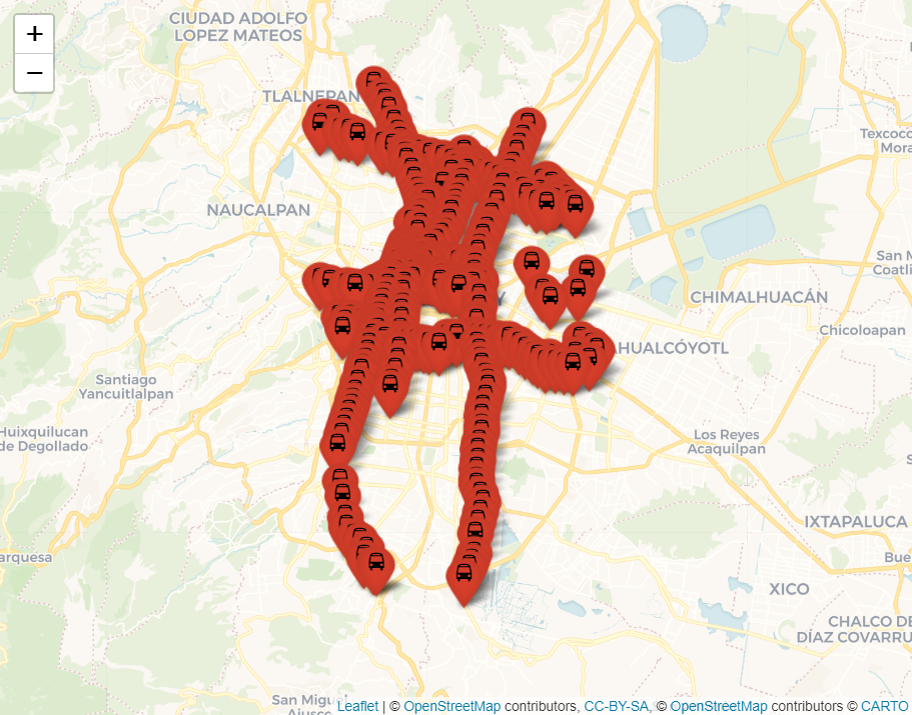 +
−
CIUDAD ADOLFO
LOPEZ MATEOS
TLALNEPAN
Texcoco
Mora
NAUCALPAN
San M
Coatli
CHIMALHUACÁN
Chicoloapan
AHUALCÓYOTL
Santiago
Yancuitlalpan
Huixquilucan
de Degollado
Los Reyes
Acaquilpan
IXTAPALUCA
arquesa
Bue
XICO
CHALCO DE
DÍAZ COVARRU
San Migu
Ajusc
Leaflet | © OpenStreetMap contributors, CC-BY-SA, © OpenStreetMap contributors © CARTO